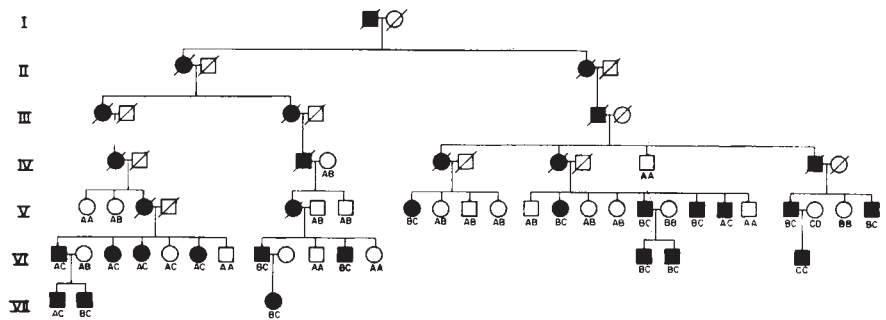 I
II
III
IV
AB
AA
V
AA AB AB AB BC AB AB AB AB BC AB AB BC BB BC AC AA BC CD BB BC
VI
AC AB AC AC AC AC AA BC AA BC AA BC BC CC
VII
AC BC BC